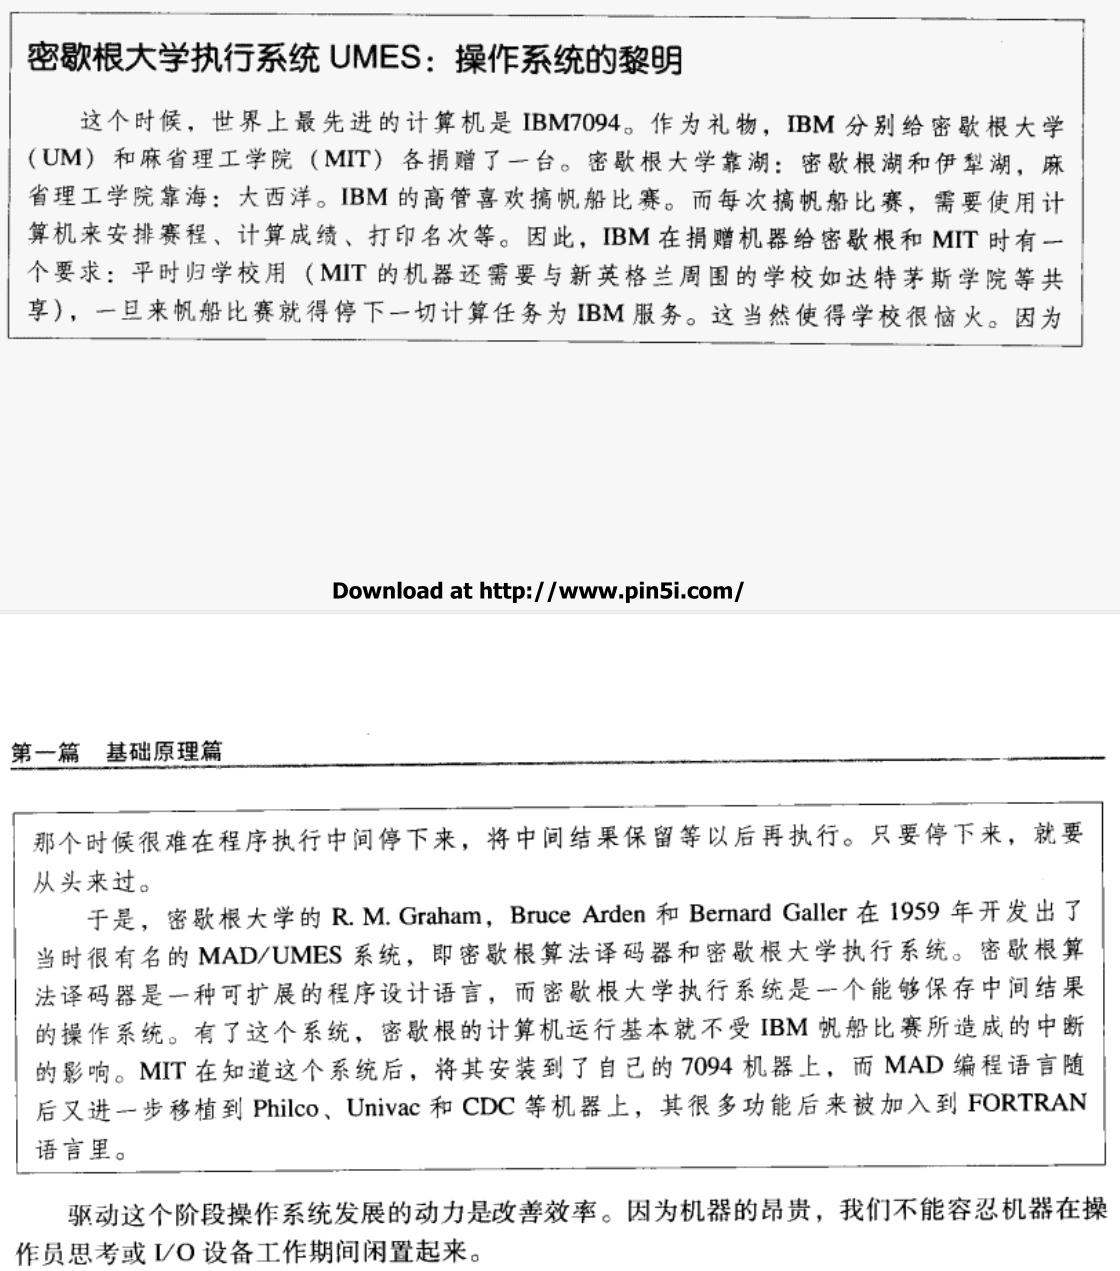 密歇根大学执行系统 UMES：操作系统的黎明
这个时候，世界上最先进的计算机是 IBM7094。作为礼物，IBM 分别给密歇根大学
（UM）和麻省理工学院（MIT）各捐赠了一台。密歇根大学靠湖：密歇根湖和伊犁湖，麻
省理工学院靠海：大西洋。IBM 的高管喜欢搞帆船比赛。而每次搞帆船比赛，需要使用计
算机来安排赛程、计算成绩、打印名次等。因此，IBM 在捐赠机器给密歇根和 MIT 时有一
个要求：平时归学校用（MIT 的机器还需要与新英格兰周围的学校如达特茅斯学院等共
享），一旦来帆船比赛就得停下一切计算任务为 IBM 服务。这当然使得学校很恼火。因为
Download at http://www.pin5i.com/
第一篇 基础原理篇
那个时候很难在程序执行中间停下来，将中间结果保留等以后再执行。只要停下来，就要
从头来过。
于是，密歇根大学的 R. M. Graham，Bruce Arden 和 Bernard Galler 在 1959 年开发出了
当时很有名的 MAD/UMES 系统，即密歇根算法译码器和密歇根大学执行系统。密歇根算
法译码器是一种可扩展的程序设计语言，而密歇根大学执行系统是一个能够保存中间结果
的操作系统。有了这个系统，密歇根的计算机运行基本就不受 IBM 帆船比赛所造成的中断
的影响。MIT 在知道这个系统后，将其安装到了自己的 7094 机器上，而 MAD 编程语言随
后又进一步移植到 Philco、Univac 和 CDC 等机器上，其很多功能后来被加入到 FORTRAN
语言里。
驱动这个阶段操作系统发展的动力是改善效率。因为机器的昂贵，我们不能容忍机器在操
作员思考或 I/O 设备工作期间闲置起来。